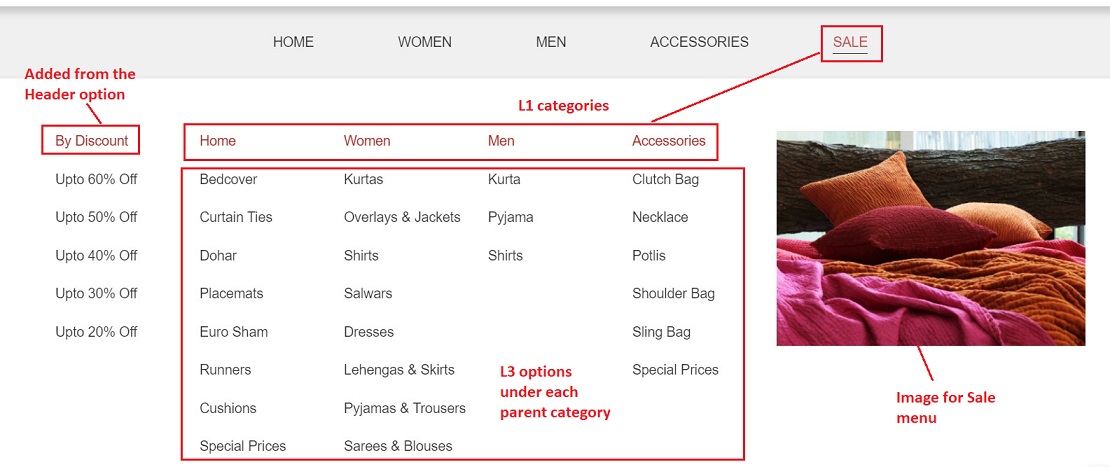 HOME WOMEN MEN ACCESSORIES SALE
Added from the
Header option
L1 categories
By Discount Home Women Men Accessories
Upto 60% Off Bedcover Kurtas Kurta Clutch Bag
Upto 50% Off Curtain Ties Overlays & Jackets Pyjama Necklace
Upto 40% Off Dohar Shirts Shirts Potlis
Upto 30% Off Placemats Salwars Shoulder Bag
Upto 20% Off Euro Sham Dresses Sling Bag
Runners Lehengas & Skirts Special Prices
Cushions Pyjamas & Trousers
Special Prices Sarees & Blouses
L3 options
under each
parent category
Image for Sale
menu